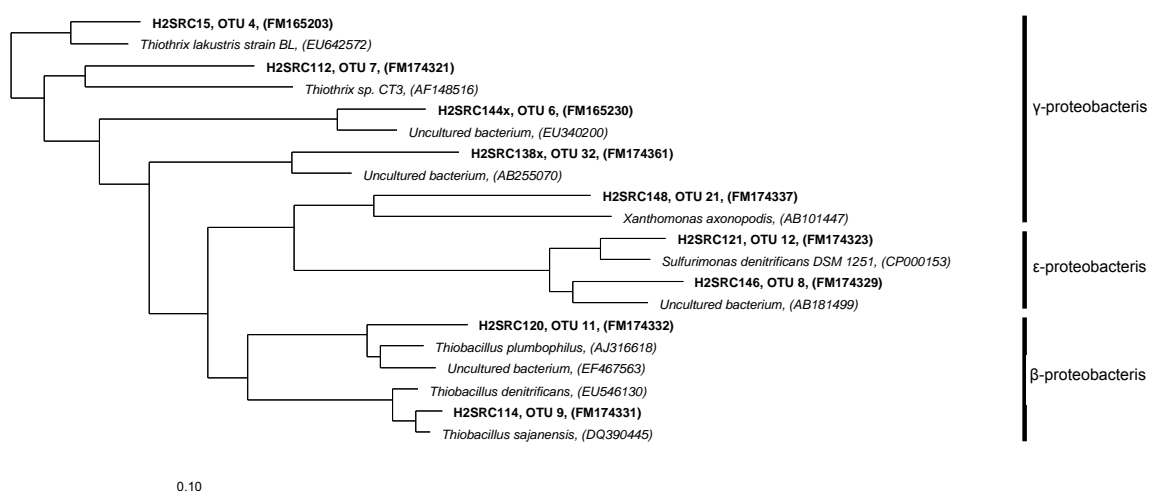 H2SRC15, OTU 4, (FM165203)
Thiothrix lakustris strain BL, (EU642572)
H2SRC112, OTU 7, (FM174321)
Thiothrix sp. CT3, (AF148516)
H2SRC144x, OTU 6, (FM165230)
Uncultured bacterium, (EU340200)
γ-proteobacteris
H2SRC138x, OTU 32, (FM174361)
Uncultured bacterium, (AB255070)
H2SRC148, OTU 21, (FM174337)
Xanthomonas axonopodis, (AB101447)
H2SRC121, OTU 12, (FM174323)
Sulfurimonas denitrificans DSM 1251, (CP000153)
ε-proteobacteris
H2SRC146, OTU 8, (FM174329)
Uncultured bacterium, (AB181499)
H2SRC120, OTU 11, (FM174332)
Thiobacillus plumbophilus, (AJ316618)
Uncultured bacterium, (EF467563)
β-proteobacteris
Thiobacillus denitrificans, (EU546130)
H2SRC114, OTU 9, (FM174331)
Thiobacillus sajanensis, (DQ390445)
0.10